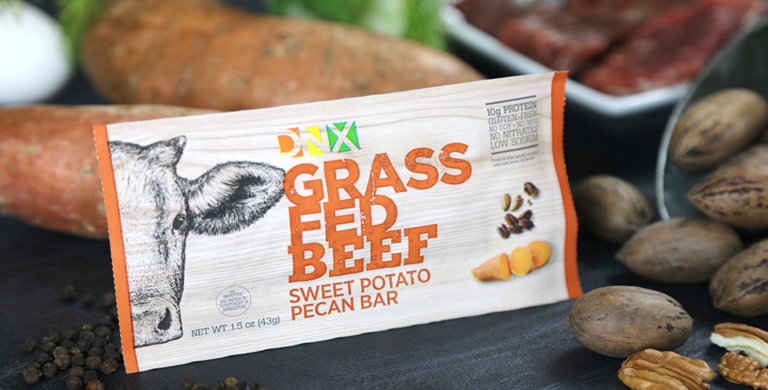 DNX
GRASS
FED
BEEF
SWEET POTATO
PECAN BAR
NET WT 1.5 oz (43g)
10g PROTEIN
GLUTEN-FREE
NO SOY • NO MSG
NO NITRATES
LOW SODIUM